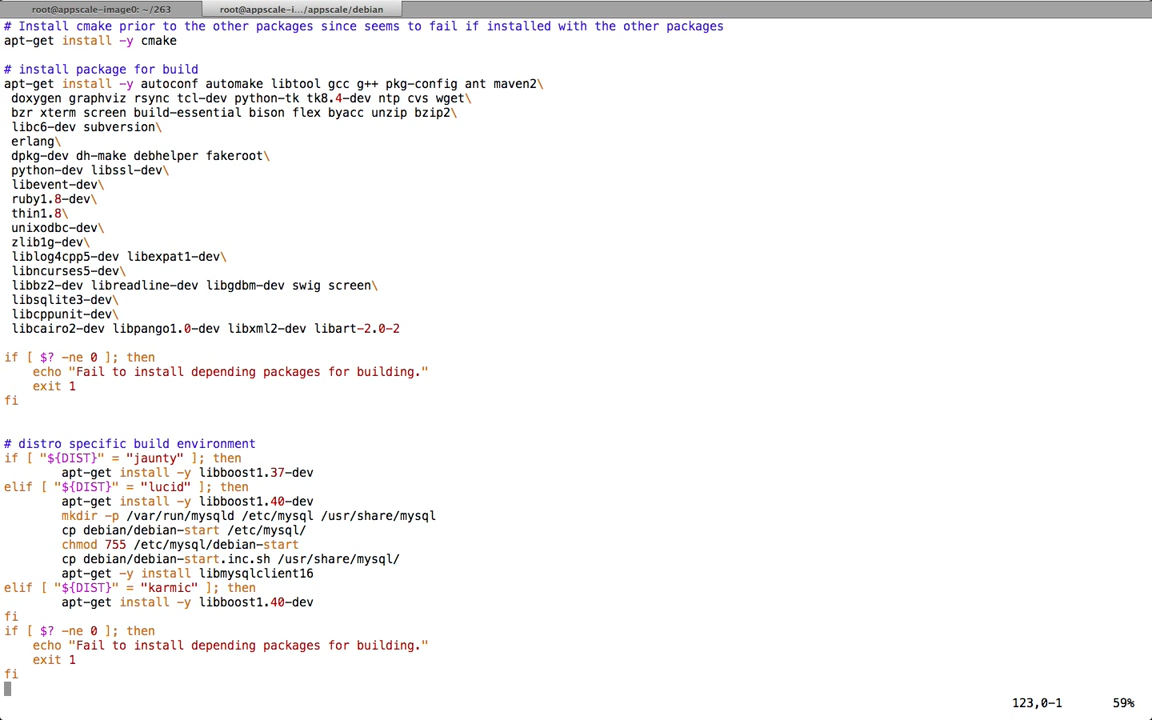 root@appscale-image0: ~/263
root@appscale-i.../appscale/debian
# Install cmake prior to the other packages since seems to fail if installed with the other packages
apt-get install -y cmake
# install package for build
apt-get install -y autoconf automake libtool gcc g++ pkg-config ant maven2\
 doxygen graphviz rsync tcl-dev python-tk tk8.4-dev ntp cvs wget\
 bzr xterm screen build-essential bison flex byacc unzip bzip2\
 libc6-dev subversion\
 erlang\
 dpkg-dev dh-make debhelper fakeroot\
 python-dev libssl-dev\
 libevent-dev\
 ruby1.8-dev\
 thin1.8\
 unixodbc-dev\
 zlib1g-dev\
 liblog4cpp5-dev libexpat1-dev\
 libncurses5-dev\
 libbz2-dev libreadline-dev libgdbm-dev swig screen\
 libsqlite3-dev\
 libcppunit-dev\
 libcairo2-dev libpango1.0-dev libxml2-dev libart-2.0-2
if [ $? -ne 0 ]; then
    echo "Fail to install depending packages for building."
    exit 1
fi
# distro specific build environment
if [ "${DIST}" = "jaunty" ]; then
        apt-get install -y libboost1.37-dev
elif [ "${DIST}" = "lucid" ]; then
        apt-get install -y libboost1.40-dev
        mkdir -p /var/run/mysqld /etc/mysql /usr/share/mysql
        cp debian/debian-start /etc/mysql/
        chmod 755 /etc/mysql/debian-start
        cp debian/debian-start.inc.sh /usr/share/mysql/
        apt-get -y install libmysqlclient16
elif [ "${DIST}" = "karmic" ]; then
        apt-get install -y libboost1.40-dev
fi
if [ $? -ne 0 ]; then
    echo "Fail to install depending packages for building."
    exit 1
fi
123,0-1 59%